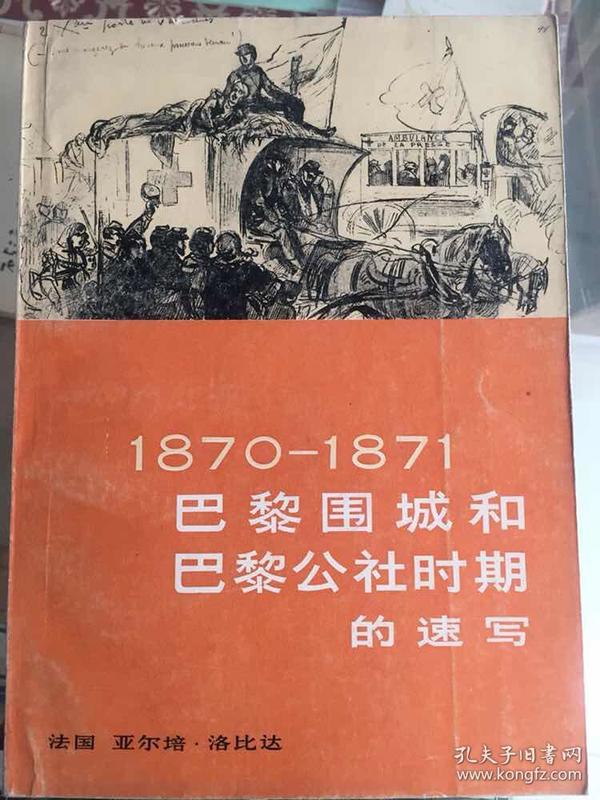 AMBULANCE
DE LA PRESSE
1870-1871
巴黎围城和
巴黎公社时期
的速写
法国 亚尔培·洛比达
孔夫子旧书网
www.kongfz.com